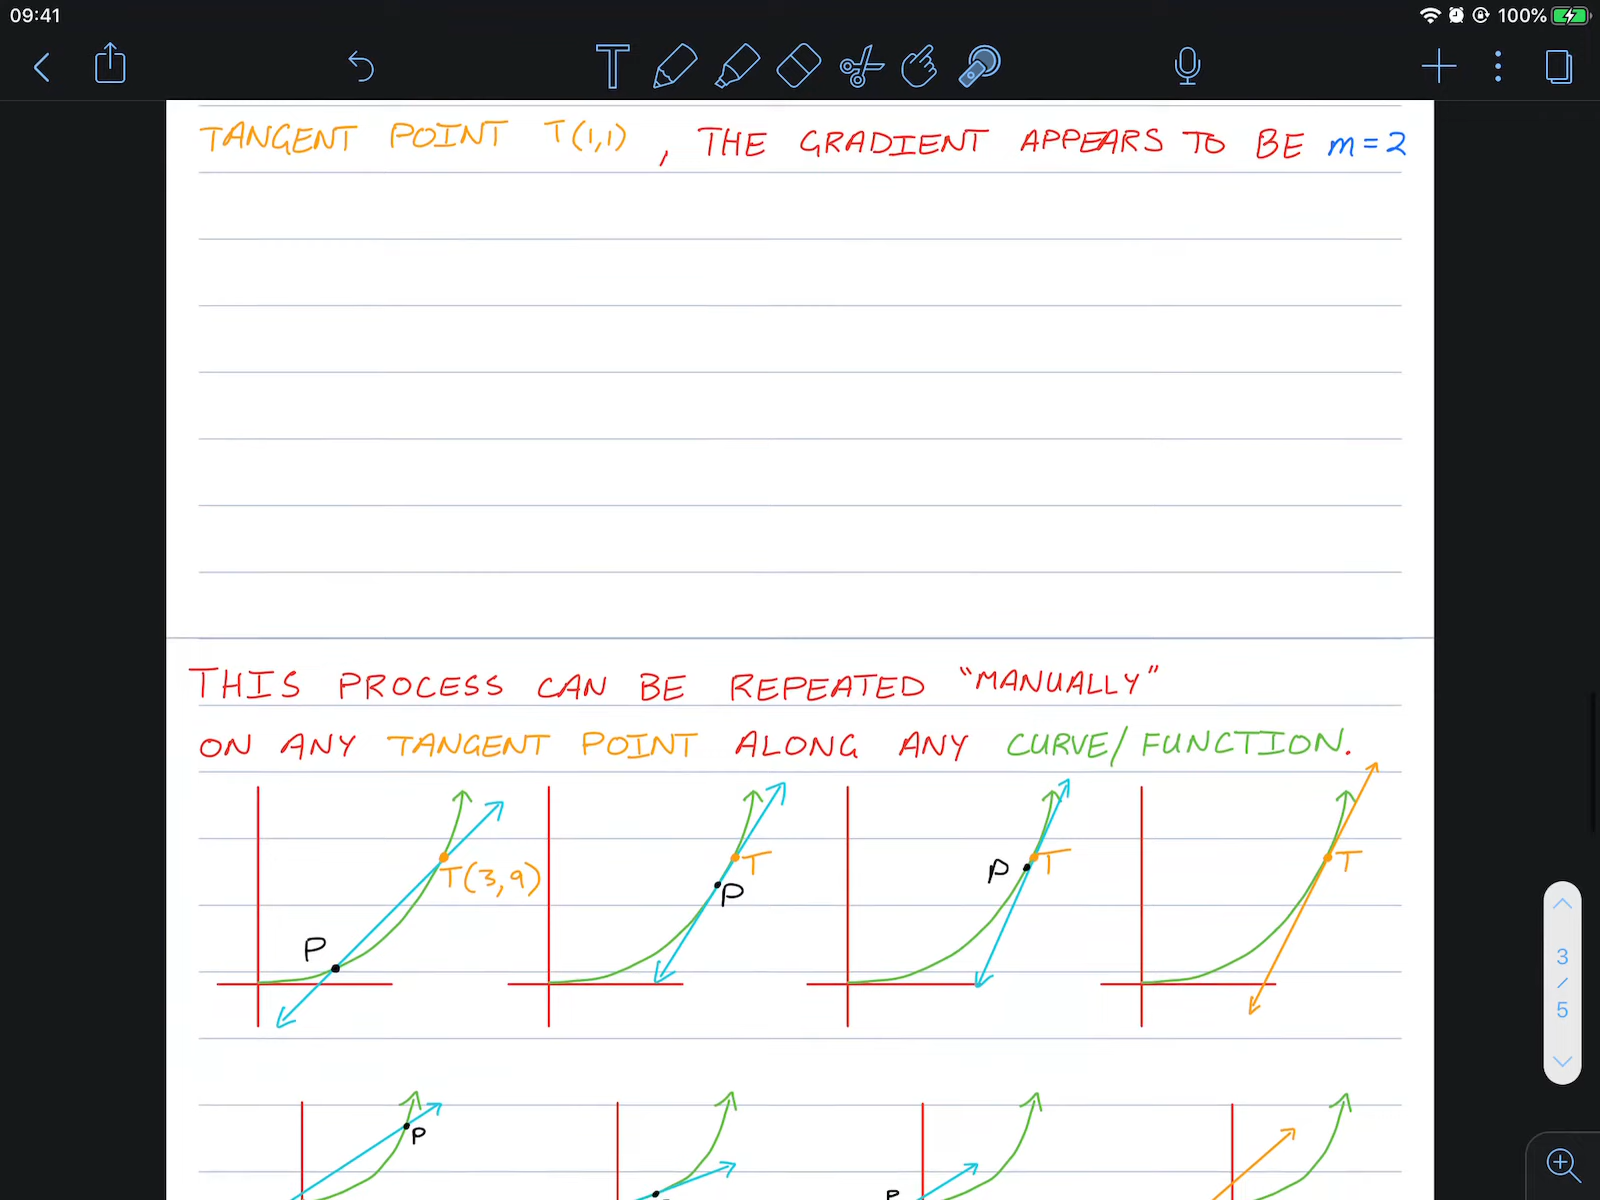 09:41
100%
TANGENT POINT T(1,1), THE GRADIENT APPEARS TO BE m=2
THIS PROCESS CAN BE REPEATED "MANUALLY"
ON ANY TANGENT POINT ALONG ANY CURVE/FUNCTION.
T(3,9)
P
T
P
T
P
T
3
/
5
P
P